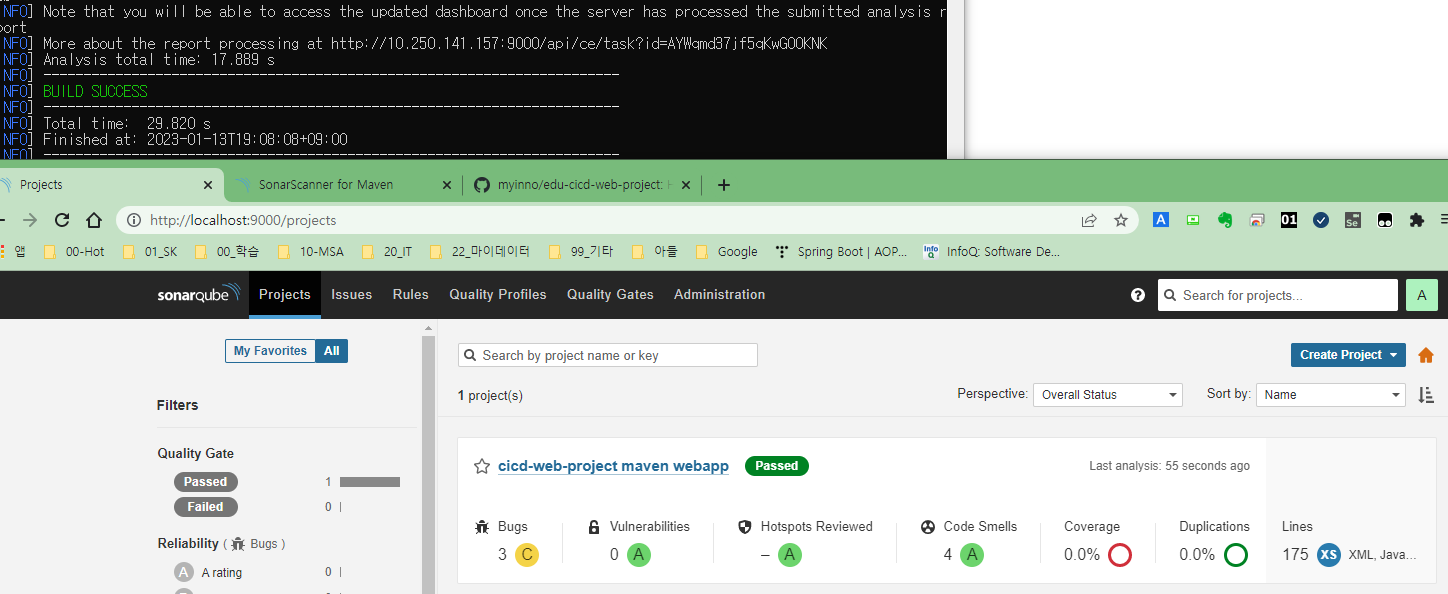 NFO] Note that you will be able to access the updated dashboard once the server has processed the submitted analysis r
port
NFO] More about the report processing at http://10.250.141.157:9000/api/ce/task?id=AYWqmd37jf5qKwGO0KNK
NFO] Analysis total time: 17.889 s
NFO] ------------------------------------------------------------------------
NFO] BUILD SUCCESS
NFO] ------------------------------------------------------------------------
NFO] Total time:  29.820 s
NFO] Finished at: 2023-01-13T19:08:08+09:00
NFO] ------------------------------------------------------------------------
Projects
SonarScanner for Maven
myinno/edu-cicd-web-project:
http://localhost:9000/projects
앱 00-Hot 01_SK 00_학습 10-MSA 20_IT 22_마이데이터 99_기타 아들 Google Spring Boot | AOP... InfoQ: Software De...
sonarqube Projects Issues Rules Quality Profiles Quality Gates Administration Search for projects... A
My Favorites All
Search by project name or key
Create Project
1 project(s)
Perspective: Overall Status
Sort by: Name
Filters
Quality Gate
Passed 1
Failed 0
Reliability ( Bugs )
A A rating 0
cicd-web-project maven webapp Passed
Last analysis: 55 seconds ago
Bugs Vulnerabilities Hotspots Reviewed Code Smells Coverage Duplications Lines
3 C 0 A – A 4 A 0.0% 0.0% 175 XS XML, Java...